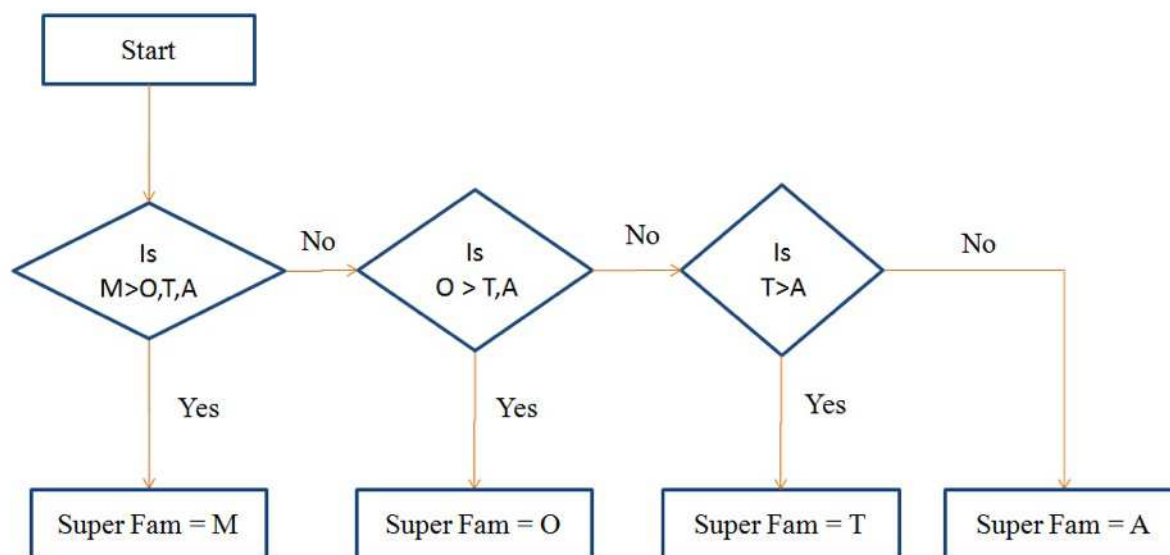 Start
Is
M>O,T,A
No
Is
O > T,A
No
Is
T>A
No
Yes
Yes
Yes
Super Fam = M
Super Fam = O
Super Fam = T
Super Fam = A